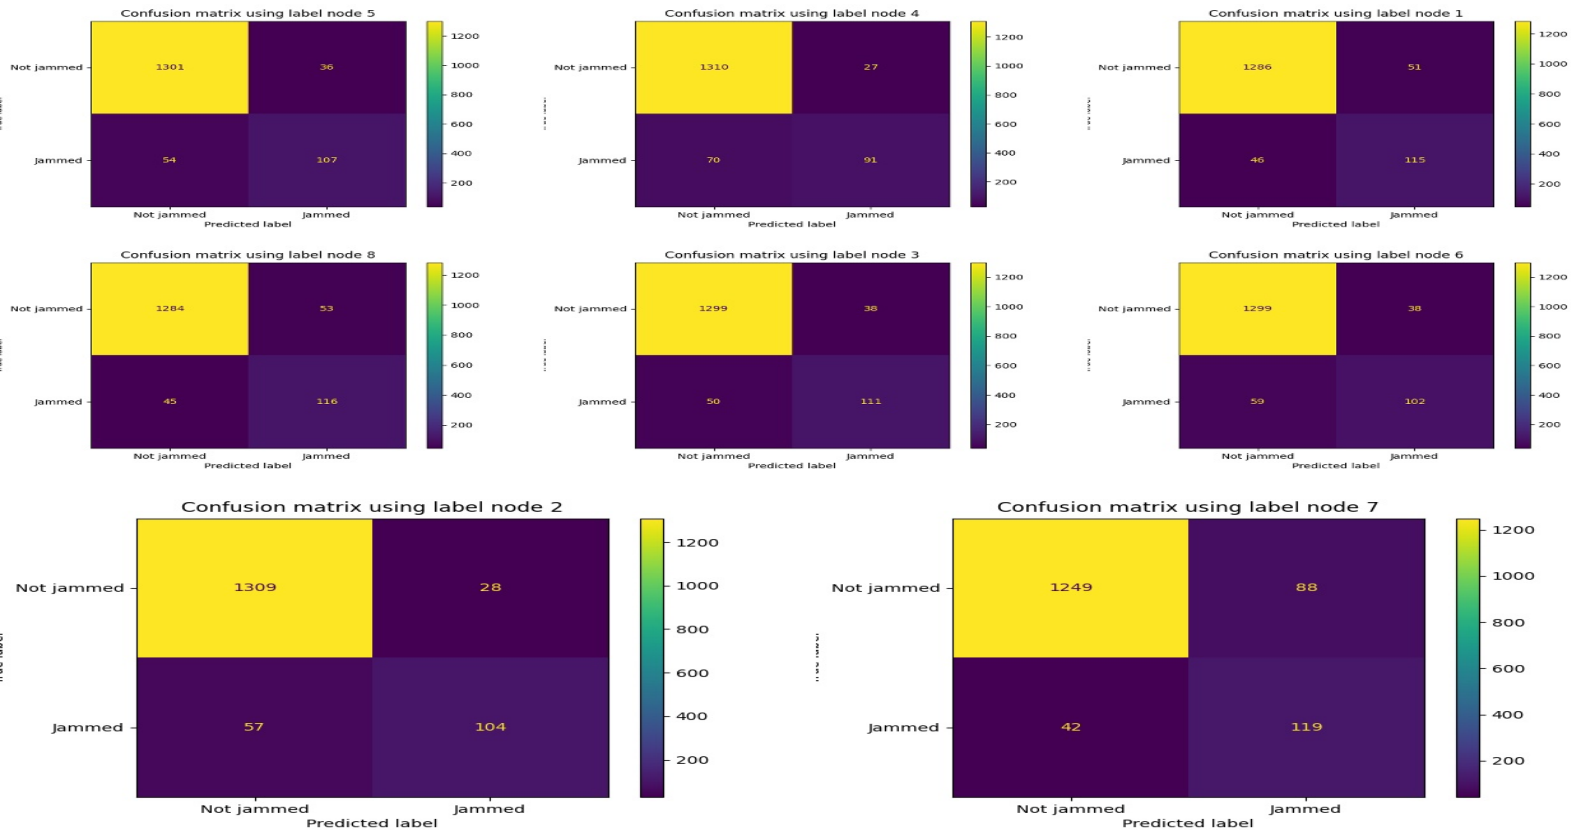 Confusion matrix using label node 5
Not jammed
1301
36
Jammed
54
107
Not jammed
Jammed
Predicted label
1200
1000
800
600
400
200
Confusion matrix using label node 4
Not jammed
1310
27
Jammed
70
91
Not jammed
Jammed
Predicted label
1200
1000
800
600
400
200
Confusion matrix using label node 1
Not jammed
1286
51
Jammed
46
115
Not jammed
Jammed
Predicted label
1200
1000
800
600
400
200
Confusion matrix using label node 8
Not jammed
1284
53
Jammed
45
116
Not jammed
Jammed
Predicted label
1200
1000
800
600
400
200
Confusion matrix using label node 3
Not jammed
1299
38
Jammed
50
111
Not jammed
Jammed
Predicted label
1200
1000
800
600
400
200
Confusion matrix using label node 6
Not jammed
1299
38
Jammed
59
102
Not jammed
Jammed
Predicted label
1200
1000
800
600
400
200
Confusion matrix using label node 2
Not jammed
1309
28
Jammed
57
104
Not jammed
Jammed
Predicted label
1200
1000
800
600
400
200
Confusion matrix using label node 7
Not jammed
1249
88
Jammed
42
119
Not jammed
Jammed
Predicted label
1200
1000
800
600
400
200